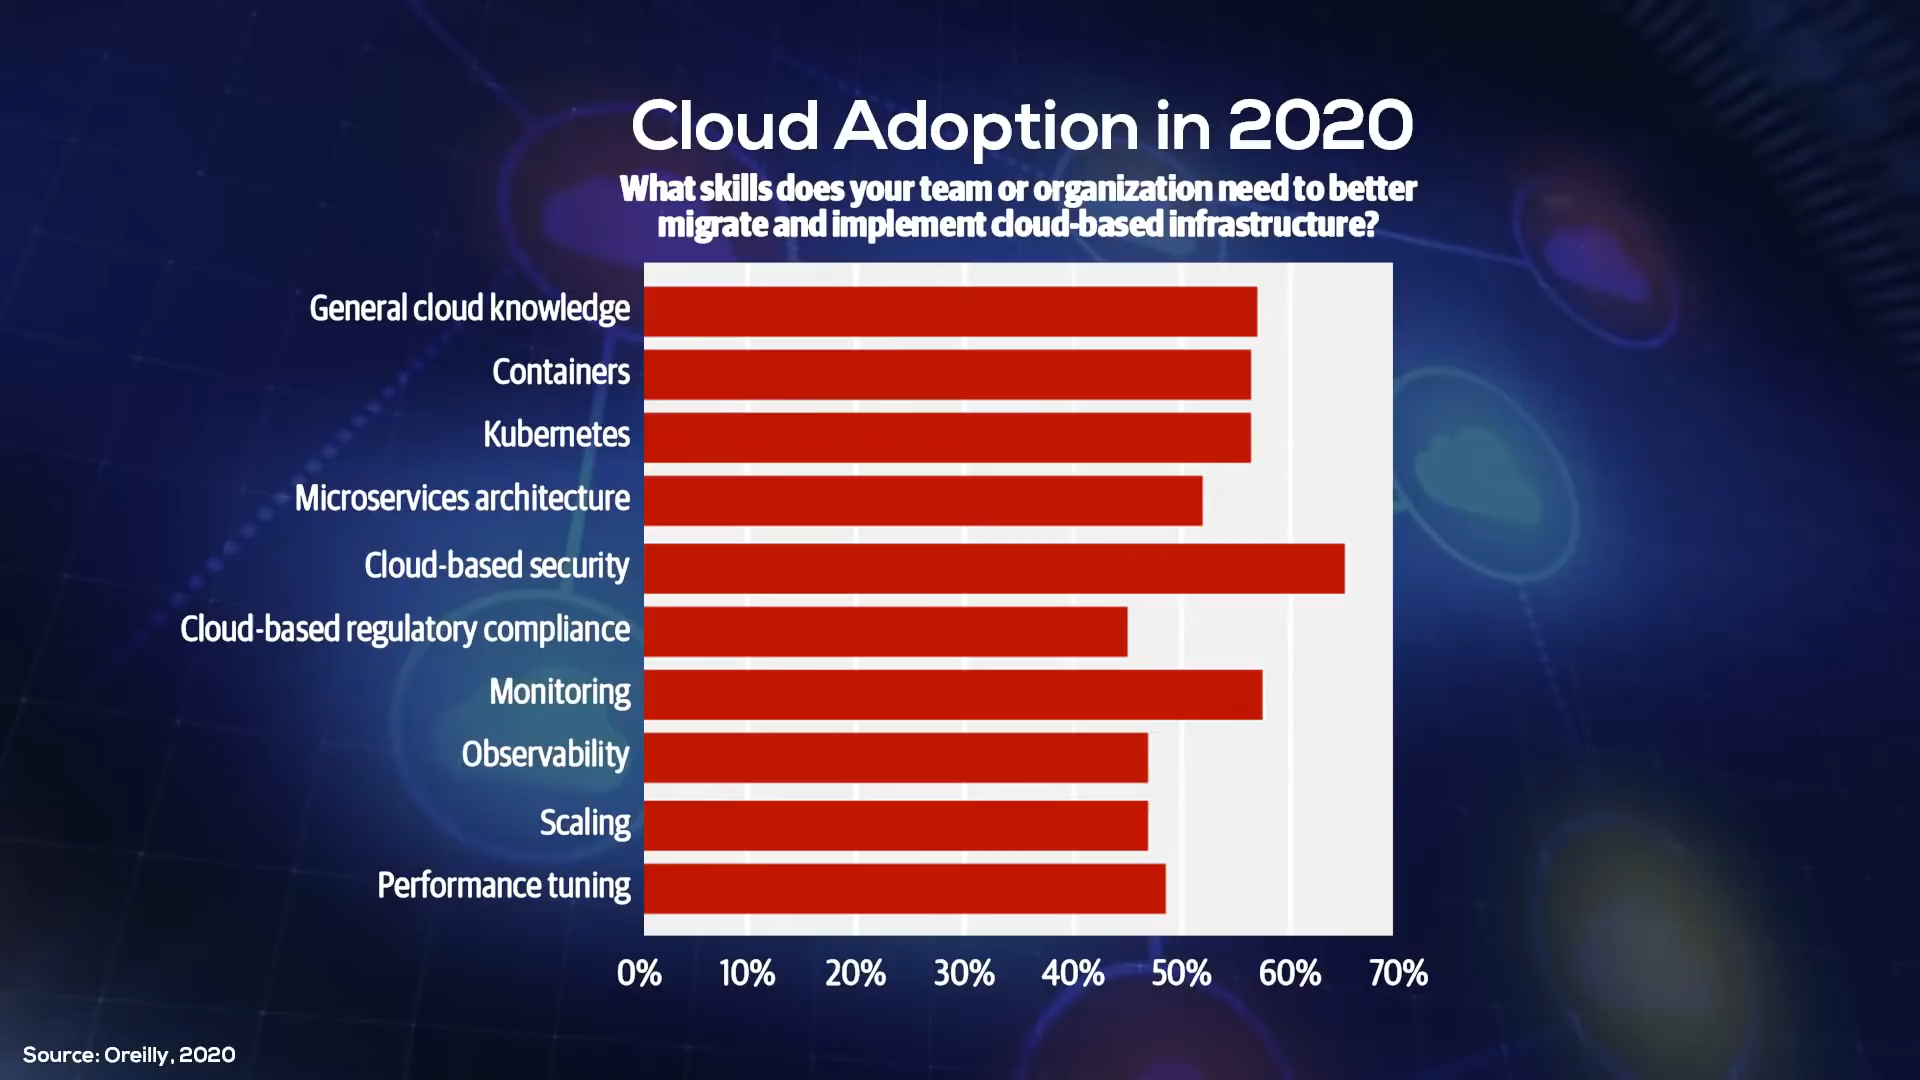 Cloud Adoption in 2020
What skills does your team or organization need to better
migrate and implement cloud-based infrastructure?
General cloud knowledge
Containers
Kubernetes
Microservices architecture
Cloud-based security
Cloud-based regulatory compliance
Monitoring
Observability
Scaling
Performance tuning
0% 10% 20% 30% 40% 50% 60% 70%
Source: Oreilly, 2020